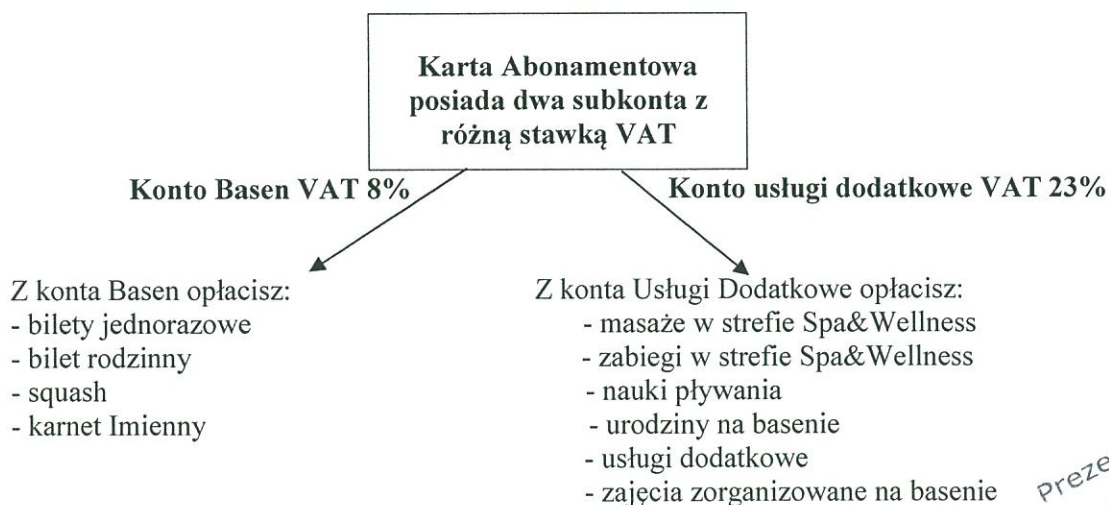 Karta Abonamentowa
posiada dwa subkonta z
różną stawką VAT
Konto Basen VAT 8%
Konto usługi dodatkowe VAT 23%
Z konta Basen opłacisz:
- bilety jednorazowe
- bilet rodzinny
- squash
- karnet Imienny
Z konta Usługi Dodatkowe opłacisz:
- masaże w strefie Spa&Wellness
- zabiegi w strefie Spa&Wellness
- nauki pływania
- urodziny na basenie
- usługi dodatkowe
- zajęcia zorganizowane na basenie